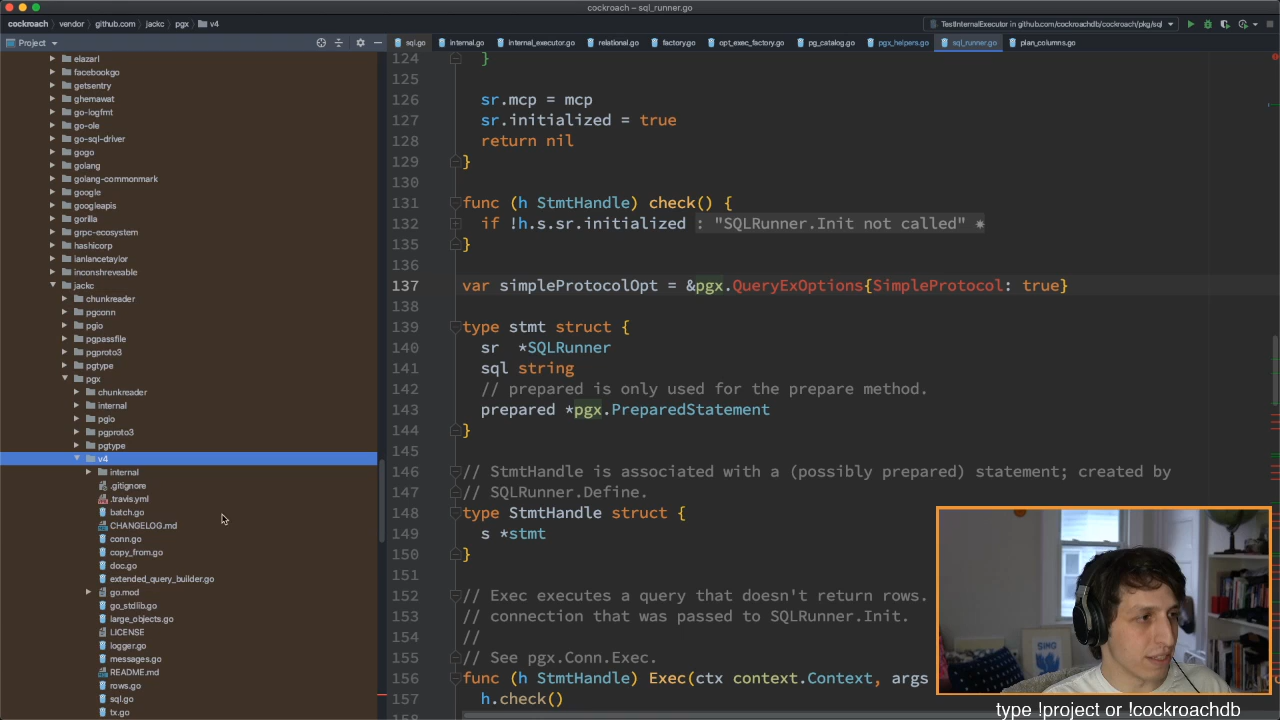 cockroach – sql_runner.go
cockroach vendor github.com jackc pgx v4 TestInternalExecutor in github.com/cockroachdb/cockroach/pkg/sql
Project
sql.go internal.go internal_executor.go relational.go factory.go opt_exec_factory.go pg_catalog.go pgx_helpers.go sql_runner.go plan_columns.go
elazarl
facebookgo
getsentry
ghemawat
go-logfmt
go-ole
go-sql-driver
gogo
golang
golang-commonmark
google
googleapis
gorilla
grpc-ecosystem
hashicorp
ianlancetaylor
inconshreveable
jackc
chunkreader
pgconn
pgio
pgpassfile
pgproto3
pgtype
pgx
chunkreader
internal
pgio
pgproto3
pgtype
v4
internal
.gitignore
.travis.yml
batch.go
CHANGELOG.md
conn.go
copy_from.go
doc.go
extended_query_builder.go
go.mod
go_stdlib.go
large_objects.go
LICENSE
logger.go
messages.go
README.md
rows.go
sql.go
tx.go
124 }
125
126 sr.mcp = mcp
127 sr.initialized = true
128 return nil
129 }
130
131 func (h StmtHandle) check() {
132 if !h.s.sr.initialized : "SQLRunner.Init not called" *
135 }
136
137 var simpleProtocolOpt = &pgx.QueryExOptions{SimpleProtocol: true}
138
139 type stmt struct {
140 sr *SQLRunner
141 sql string
142 // prepared is only used for the prepare method.
143 prepared *pgx.PreparedStatement
144 }
145
146 // StmtHandle is associated with a (possibly prepared) statement; created by
147 // SQLRunner.Define.
148 type StmtHandle struct {
149 s *stmt
150 }
151
152 // Exec executes a query that doesn't return rows.
153 // connection that was passed to SQLRunner.Init.
154 //
155 // See pgx.Conn.Exec.
156 func (h StmtHandle) Exec(ctx context.Context, args
157 h.check()
SING
type !project or !cockroachdb